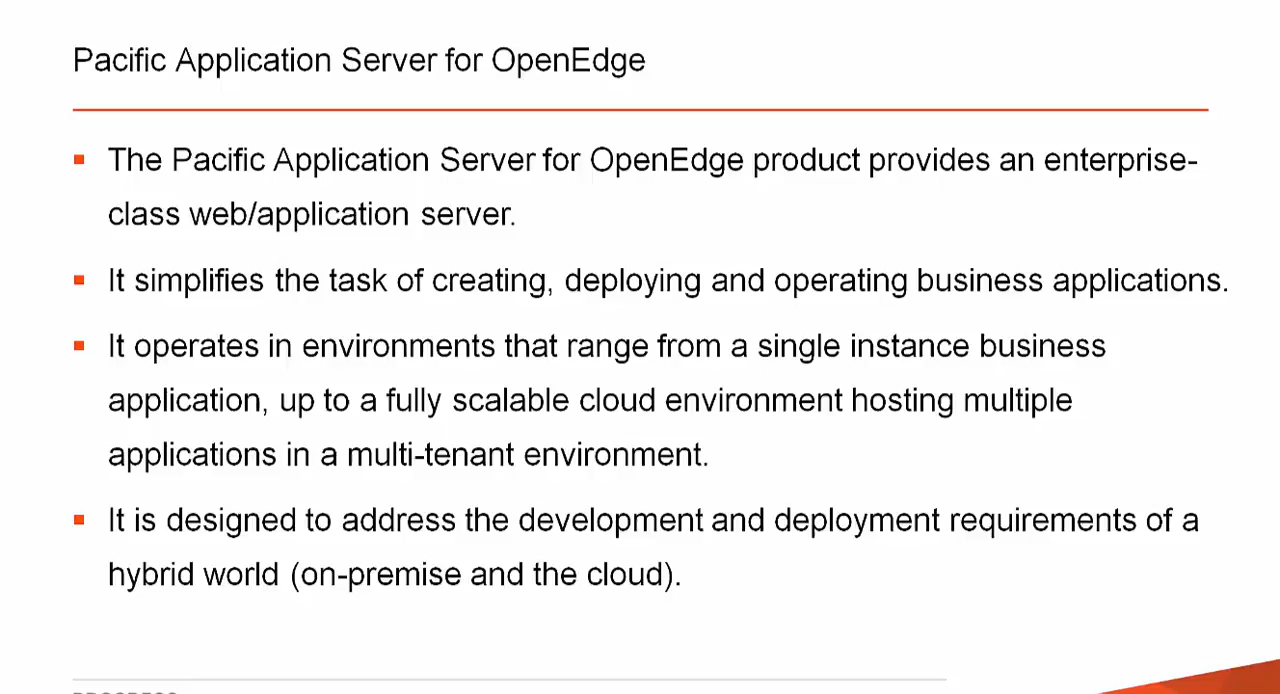 Pacific Application Server for OpenEdge
The Pacific Application Server for OpenEdge product provides an enterprise-
class web/application server.
It simplifies the task of creating, deploying and operating business applications.
It operates in environments that range from a single instance business
application, up to a fully scalable cloud environment hosting multiple
applications in a multi-tenant environment.
It is designed to address the development and deployment requirements of a
hybrid world (on-premise and the cloud).